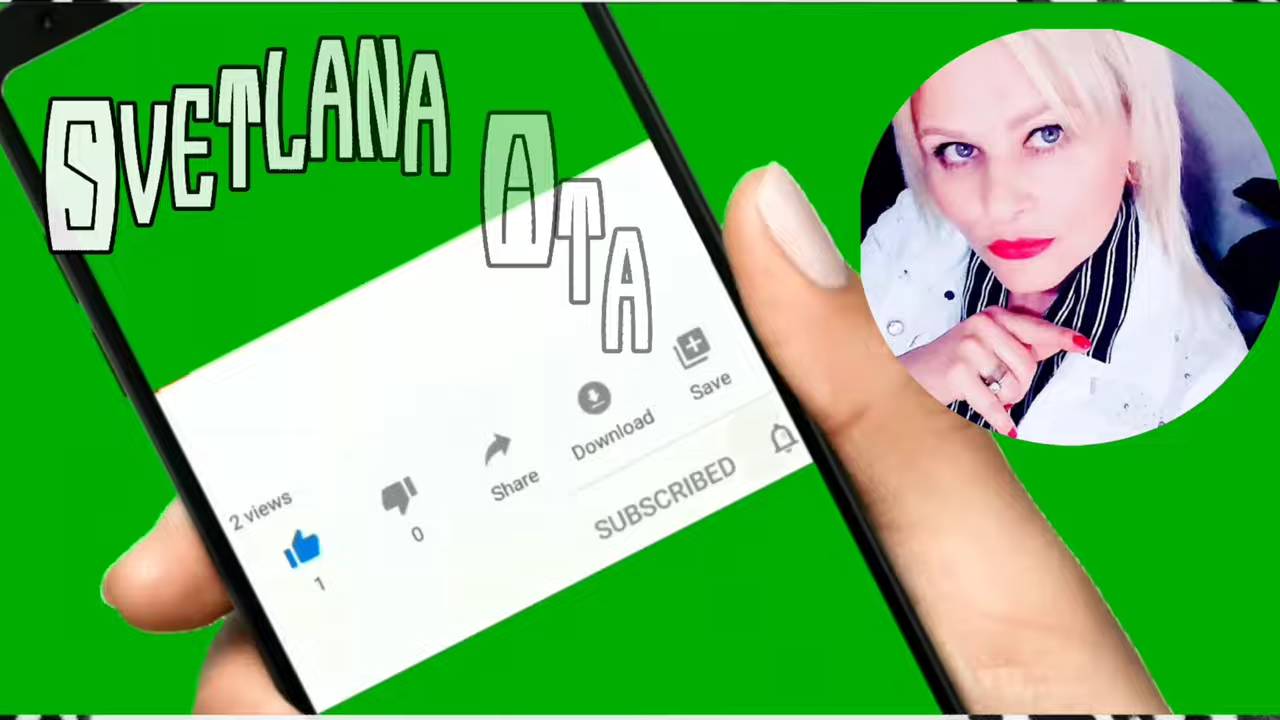 SVETLANA ATA
Save
Download
Share
SUBSCRIBED
2 views
0
1